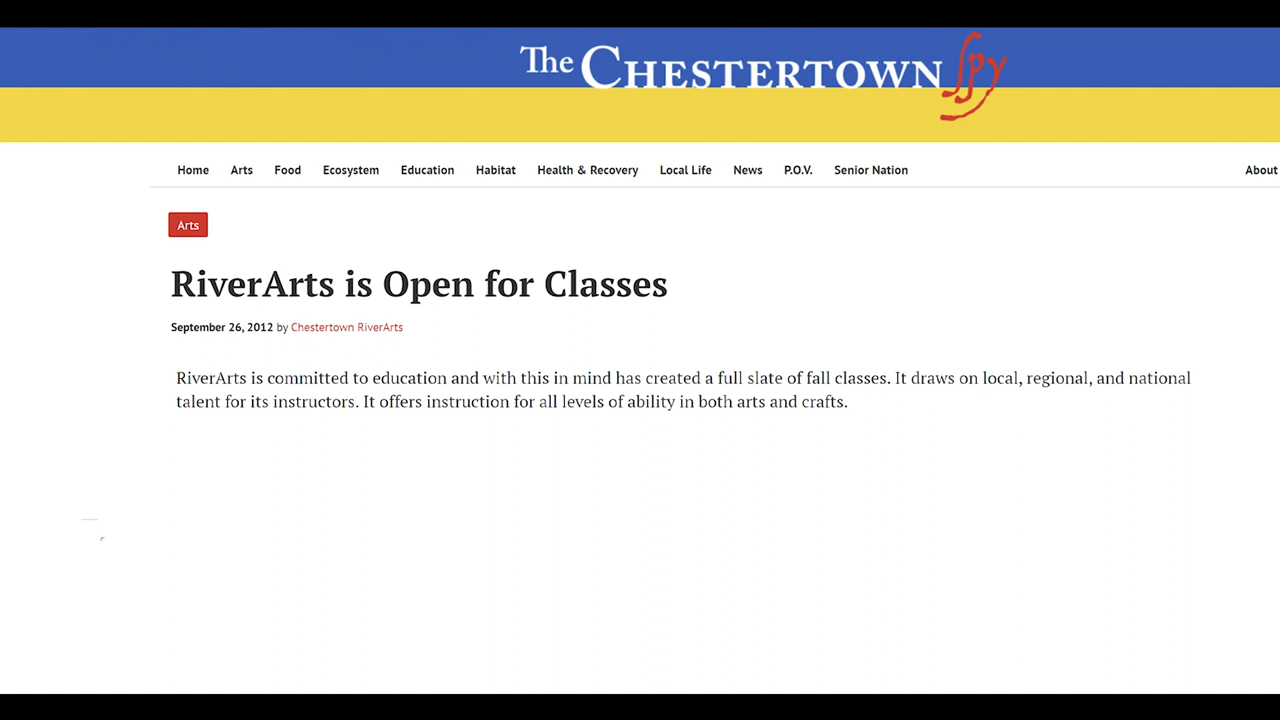 The CHESTERTOWN Spy
Home Arts Food Ecosystem Education Habitat Health & Recovery Local Life News P.O.V. Senior Nation About
Arts
RiverArts is Open for Classes
September 26, 2012 by Chestertown RiverArts
RiverArts is committed to education and with this in mind has created a full slate of fall classes. It draws on local, regional, and national
talent for its instructors. It offers instruction for all levels of ability in both arts and crafts.